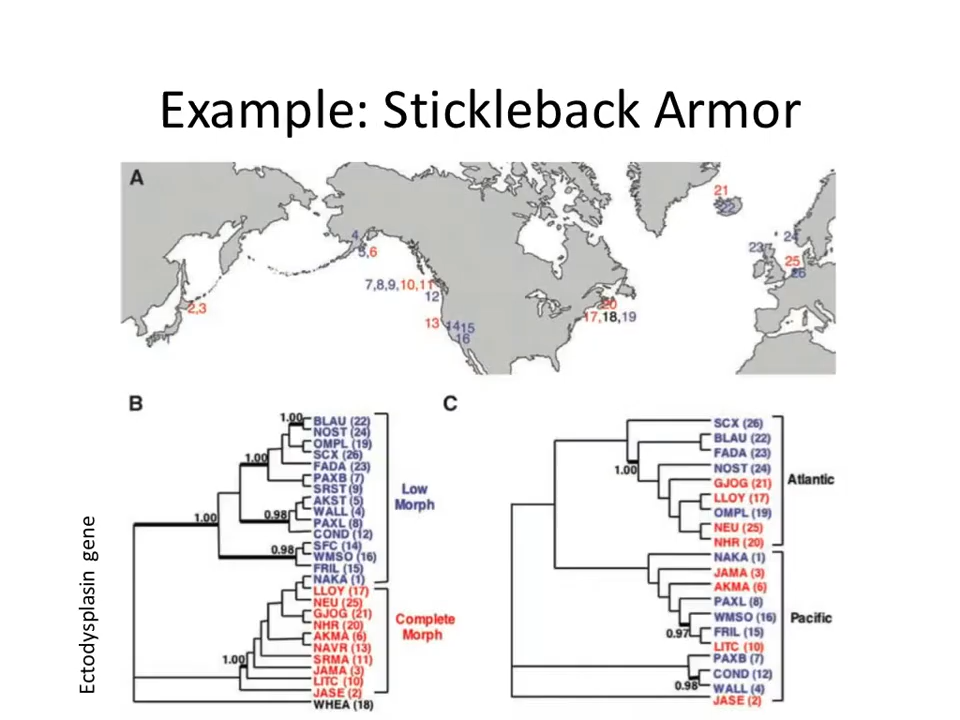 Example: Stickleback Armor
A
21
22
4
5,6
24
23
25
26
7,8,9,10,11
12
2,3
20
17,18,19
13
14 15
16
B
1.00
BLAU (22)
NOST (24)
OMPL (19)
SCX (26)
1.00
FADA (23)
PAXB (7)
SRST (9)
AKST (5)
WALL (4)
1.00
0.98
PAXL (8)
COND (12)
SFC (14)
0.98
WMSO (16)
FRIL (15)
NAKA (1)
LLOY (17)
NEU (25)
GJOG (21)
NHR (20)
AKMA (6)
NAVR (13)
SRMA (11)
1.00
JAMA (3)
LITC (10)
JASE (2)
WHEA (18)
Low
Morph
Complete
Morph
Ectodysplasin gene
C
SCX (26)
BLAU (22)
FADA (23)
1.00
NOST (24)
GJOG (21)
LLOY (17)
OMPL (19)
NEU (25)
NHR (20)
NAKA (1)
JAMA (3)
AKMA (6)
PAXL (8)
WMSO (16)
0.97
FRIL (15)
LITC (10)
PAXB (7)
COND (12)
0.98
WALL (4)
JASE (2)
Atlantic
Pacific